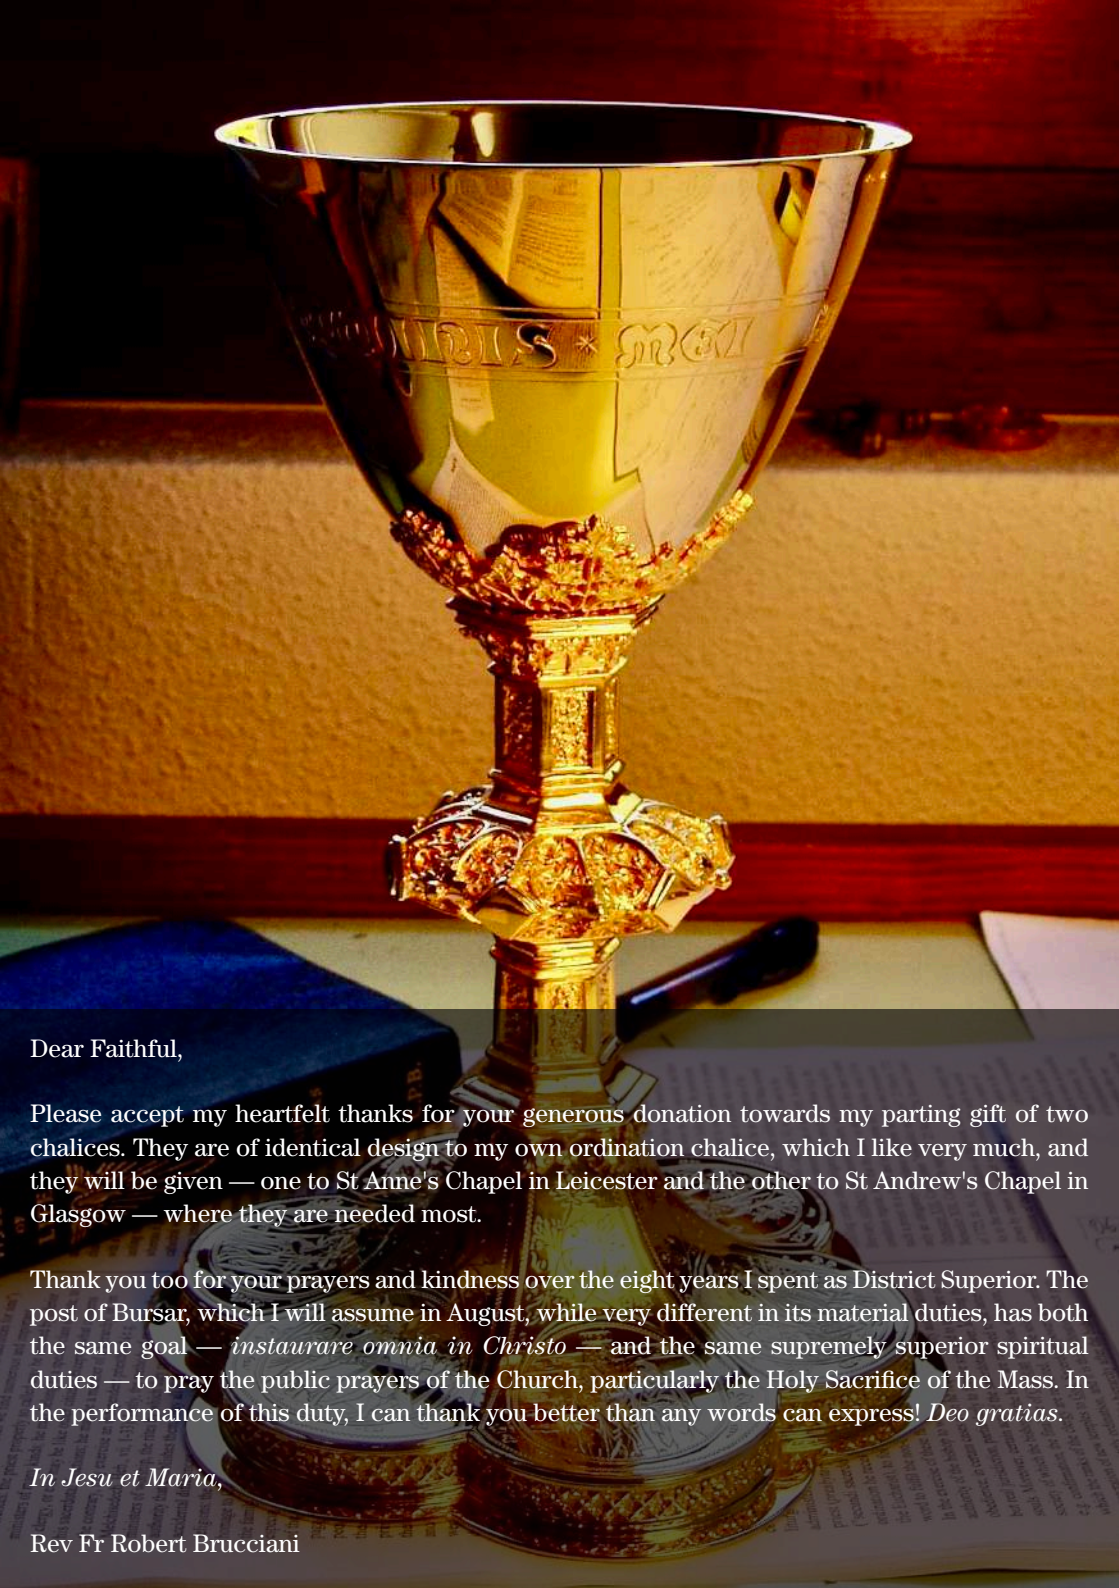 INIS * MEI
Dear Faithful,
Please accept my heartfelt thanks for your generous donation towards my parting gift of two
chalices. They are of identical design to my own ordination chalice, which I like very much, and
they will be given — one to St Anne's Chapel in Leicester and the other to St Andrew's Chapel in
Glasgow — where they are needed most.
Thank you too for your prayers and kindness over the eight years I spent as District Superior. The
post of Bursar, which I will assume in August, while very different in its material duties, has both
the same goal — instaurare omnia in Christo — and the same supremely superior spiritual
duties — to pray the public prayers of the Church, particularly the Holy Sacrifice of the Mass. In
the performance of this duty, I can thank you better than any words can express! Deo gratias.
In Jesu et Maria,
Rev Fr Robert Brucciani